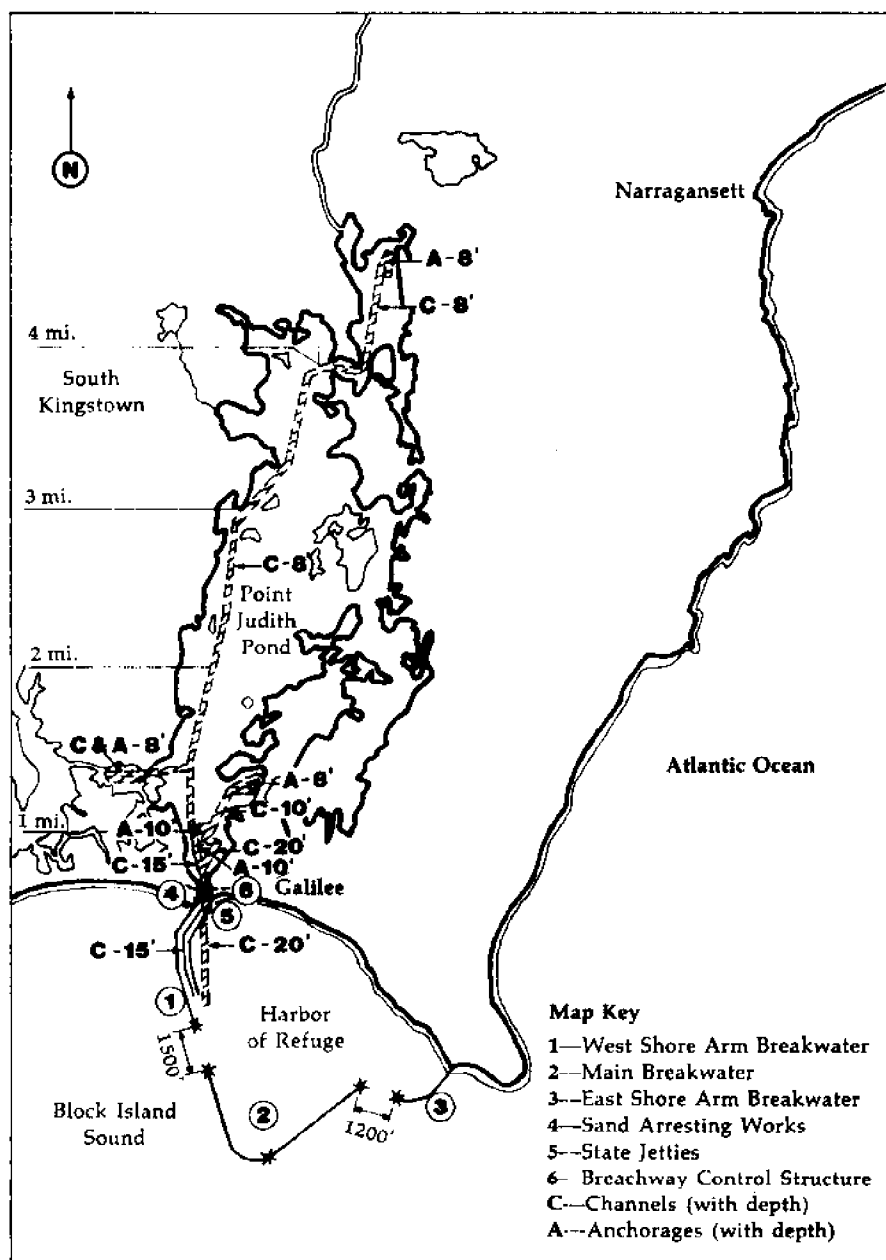 N
Narragansett
A-8'
C-8'
4 mi.
South
Kingstown
3 mi.
C-8'
Point
Judith
Pond
2 mi.
C & A-8'
A-8'
Atlantic Ocean
C-10'
1 mi.
A-10'
C-20'
C-15'
A-10'
4
6
Galilee
5
C-15'
C-20'
1
Harbor
of Refuge
1500'
Block Island
Sound
2
1200'
3
Map Key
1—West Shore Arm Breakwater
2—Main Breakwater
3—East Shore Arm Breakwater
4—Sand Arresting Works
5—State Jetties
6—Breachway Control Structure
C—Channels (with depth)
A—Anchorages (with depth)